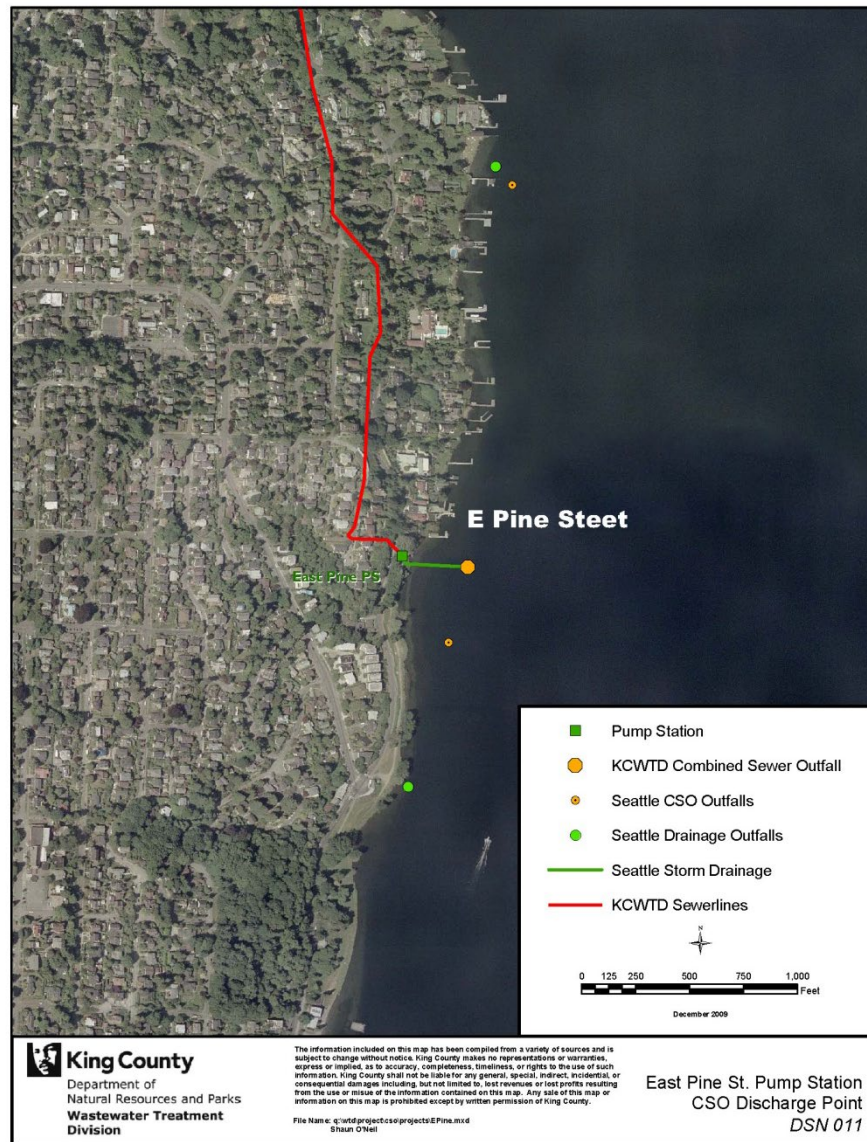 E Pine Steet
East Pine PS
Pump Station
KCWTD Combined Sewer Outfall
Seattle CSO Outfalls
Seattle Drainage Outfalls
Seattle Storm Drainage
KCWTD Sewerlines
N
0 125 250 500 750 1,000
Feet
December 2009
King County
Department of
Natural Resources and Parks
Wastewater Treatment
Division
The information included on this map has been compiled from a variety of sources and is
subject to change without notice. King County makes no representations or warranties,
express or implied, as to accuracy, completeness, timeliness, or rights to the use of such
information. King County shall not be liable for any general, special, indirect, incidental, or
consequential damages including, but not limited to, lost revenues or lost profits resulting
from the use or misuse of the information contained on this map. Any sale of this map or
information on this map is prohibited except by written permission of King County.
File Name: q:\wtd\project\cso\projects\EPine.mxd
Shaun O'Neil
East Pine St. Pump Station
CSO Discharge Point
DSN 011